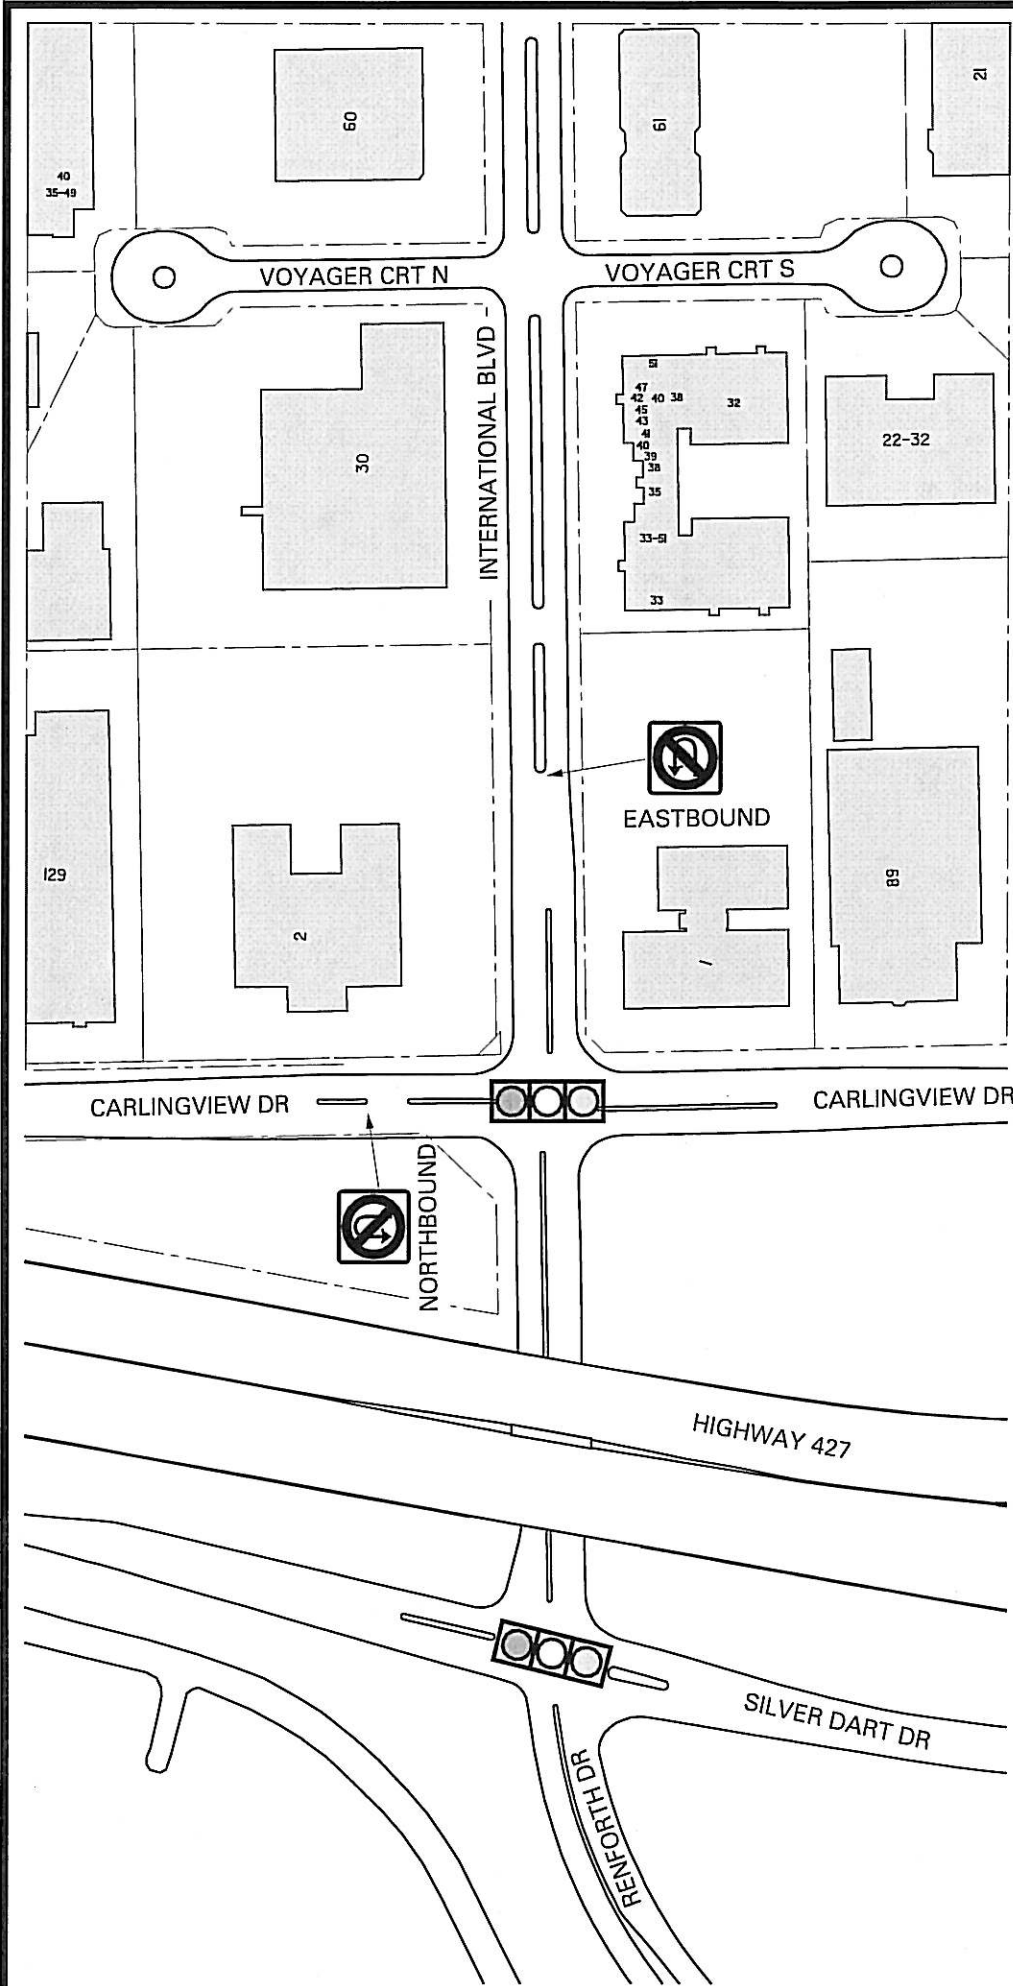 60
61
21
40
35-49
VOYAGER CRT N
VOYAGER CRT S
INTERNATIONAL BLVD
30
51
47
42 40 38
45
43
41
40
39
38
35
33-51
33
32
22-32
EASTBOUND
129
2
1
89
CARLINGVIEW DR
CARLINGVIEW DR
NORTHBOUND
HIGHWAY 427
SILVER DART DR
RENFORTH DR